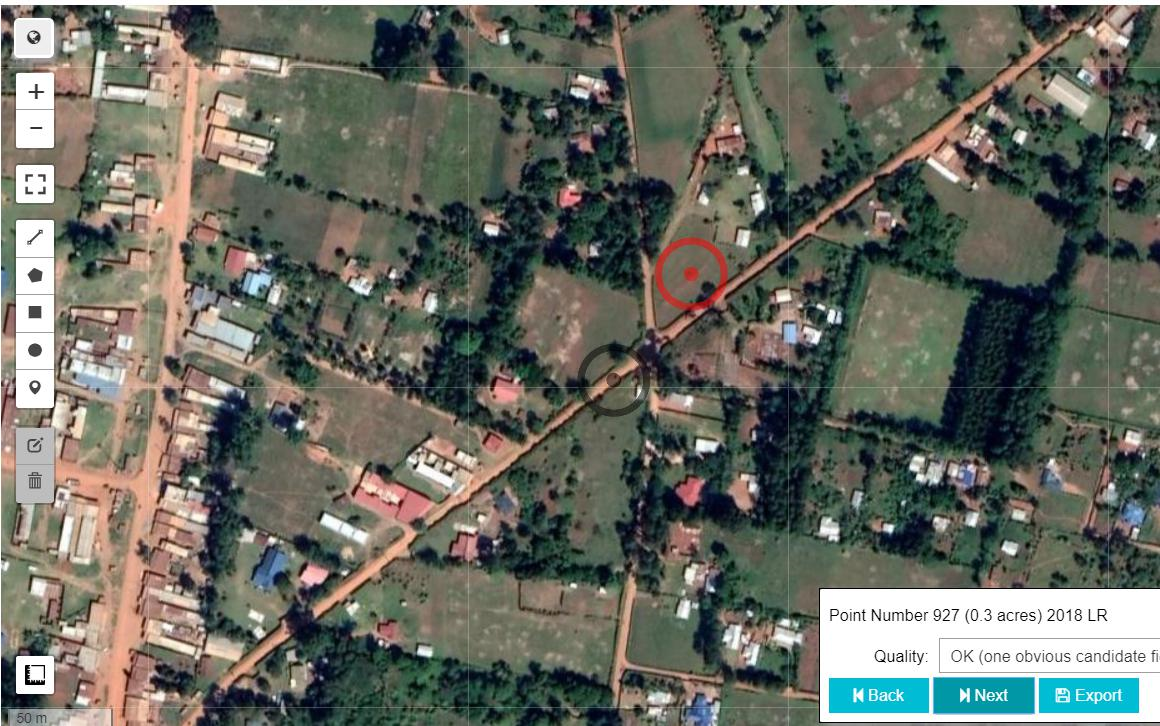 +
−
50 m
Point Number 927 (0.3 acres) 2018 LR
Quality: OK (one obvious candidate fi
Back Next Export